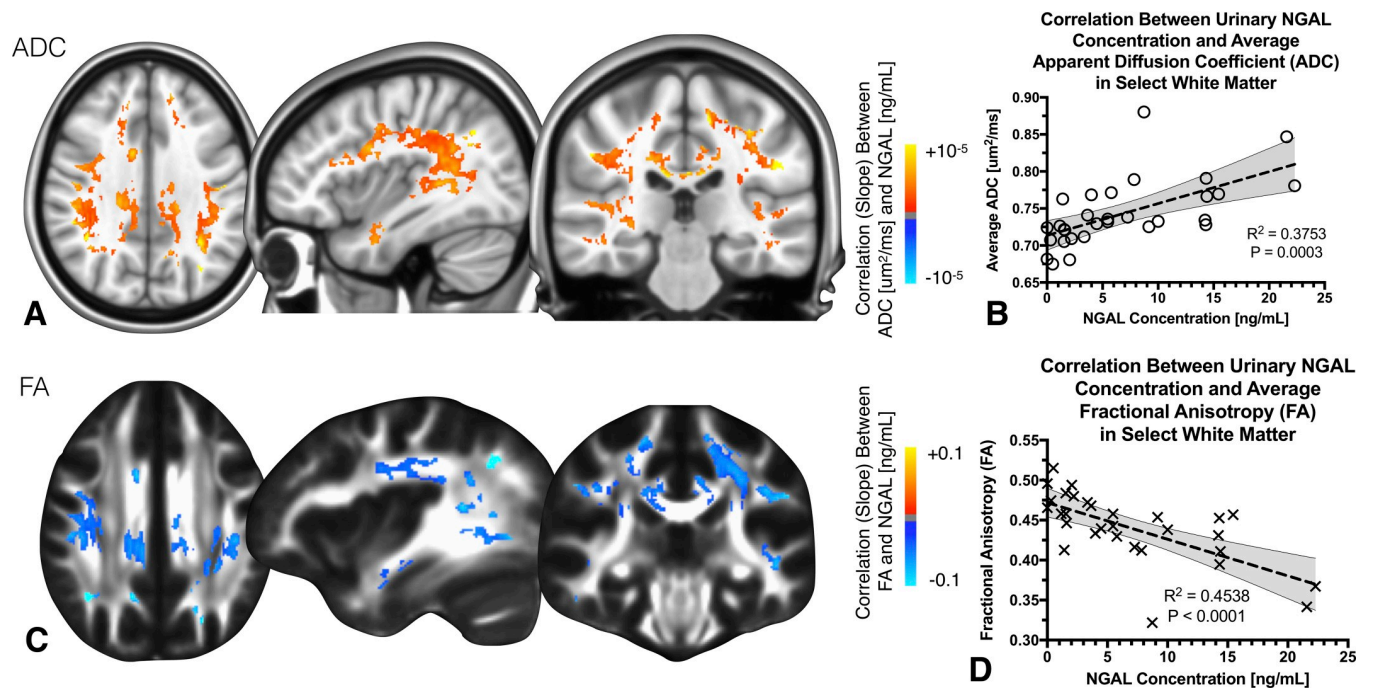 ADC
A
Correlation (Slope) Between
ADC [um²/ms] and NGAL [ng/mL]
+10-5
-10-5
Correlation Between Urinary NGAL
Concentration and Average
Apparent Diffusion Coefficient (ADC)
in Select White Matter
Average ADC [um²/ms]
0.90
0.85
0.80
0.75
0.70
0.65
R² = 0.3753
P = 0.0003
0 5 10 15 20 25
NGAL Concentration [ng/mL]
B
FA
C
Correlation (Slope) Between
FA and NGAL [ng/mL]
+0.1
-0.1
Correlation Between Urinary NGAL
Concentration and Average
Fractional Anisotropy (FA)
in Select White Matter
Fractional Anisotropy (FA)
0.55
0.50
0.45
0.40
0.35
0.30
R² = 0.4538
P < 0.0001
0 5 10 15 20 25
NGAL Concentration [ng/mL]
D